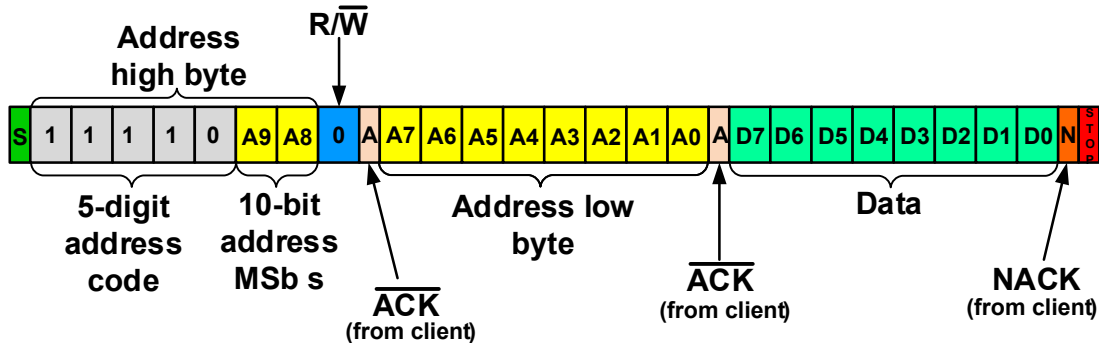 R/W
Address
high byte
S 1 1 1 1 0 A9 A8 0 A A7 A6 A5 A4 A3 A2 A1 A0 A D7 D6 D5 D4 D3 D2 D1 D0 N STOP
5-digit
address
code
10-bit
address
MSb s
Address low
byte
Data
ACK
(from client)
ACK
(from client)
NACK
(from client)